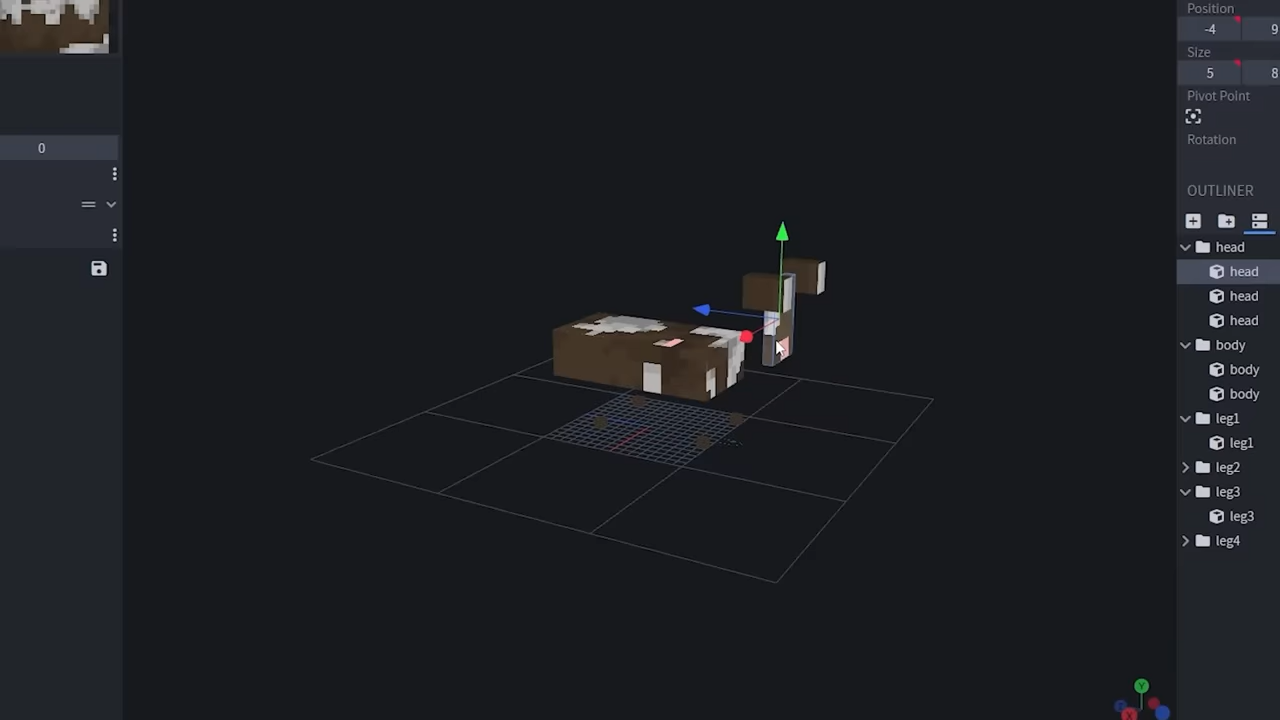 Position
-4 9
Size
5 8
Pivot Point
Rotation
0
OUTLINER
head
head
head
head
body
body
body
leg1
leg1
leg2
leg3
leg3
leg4
Y
X